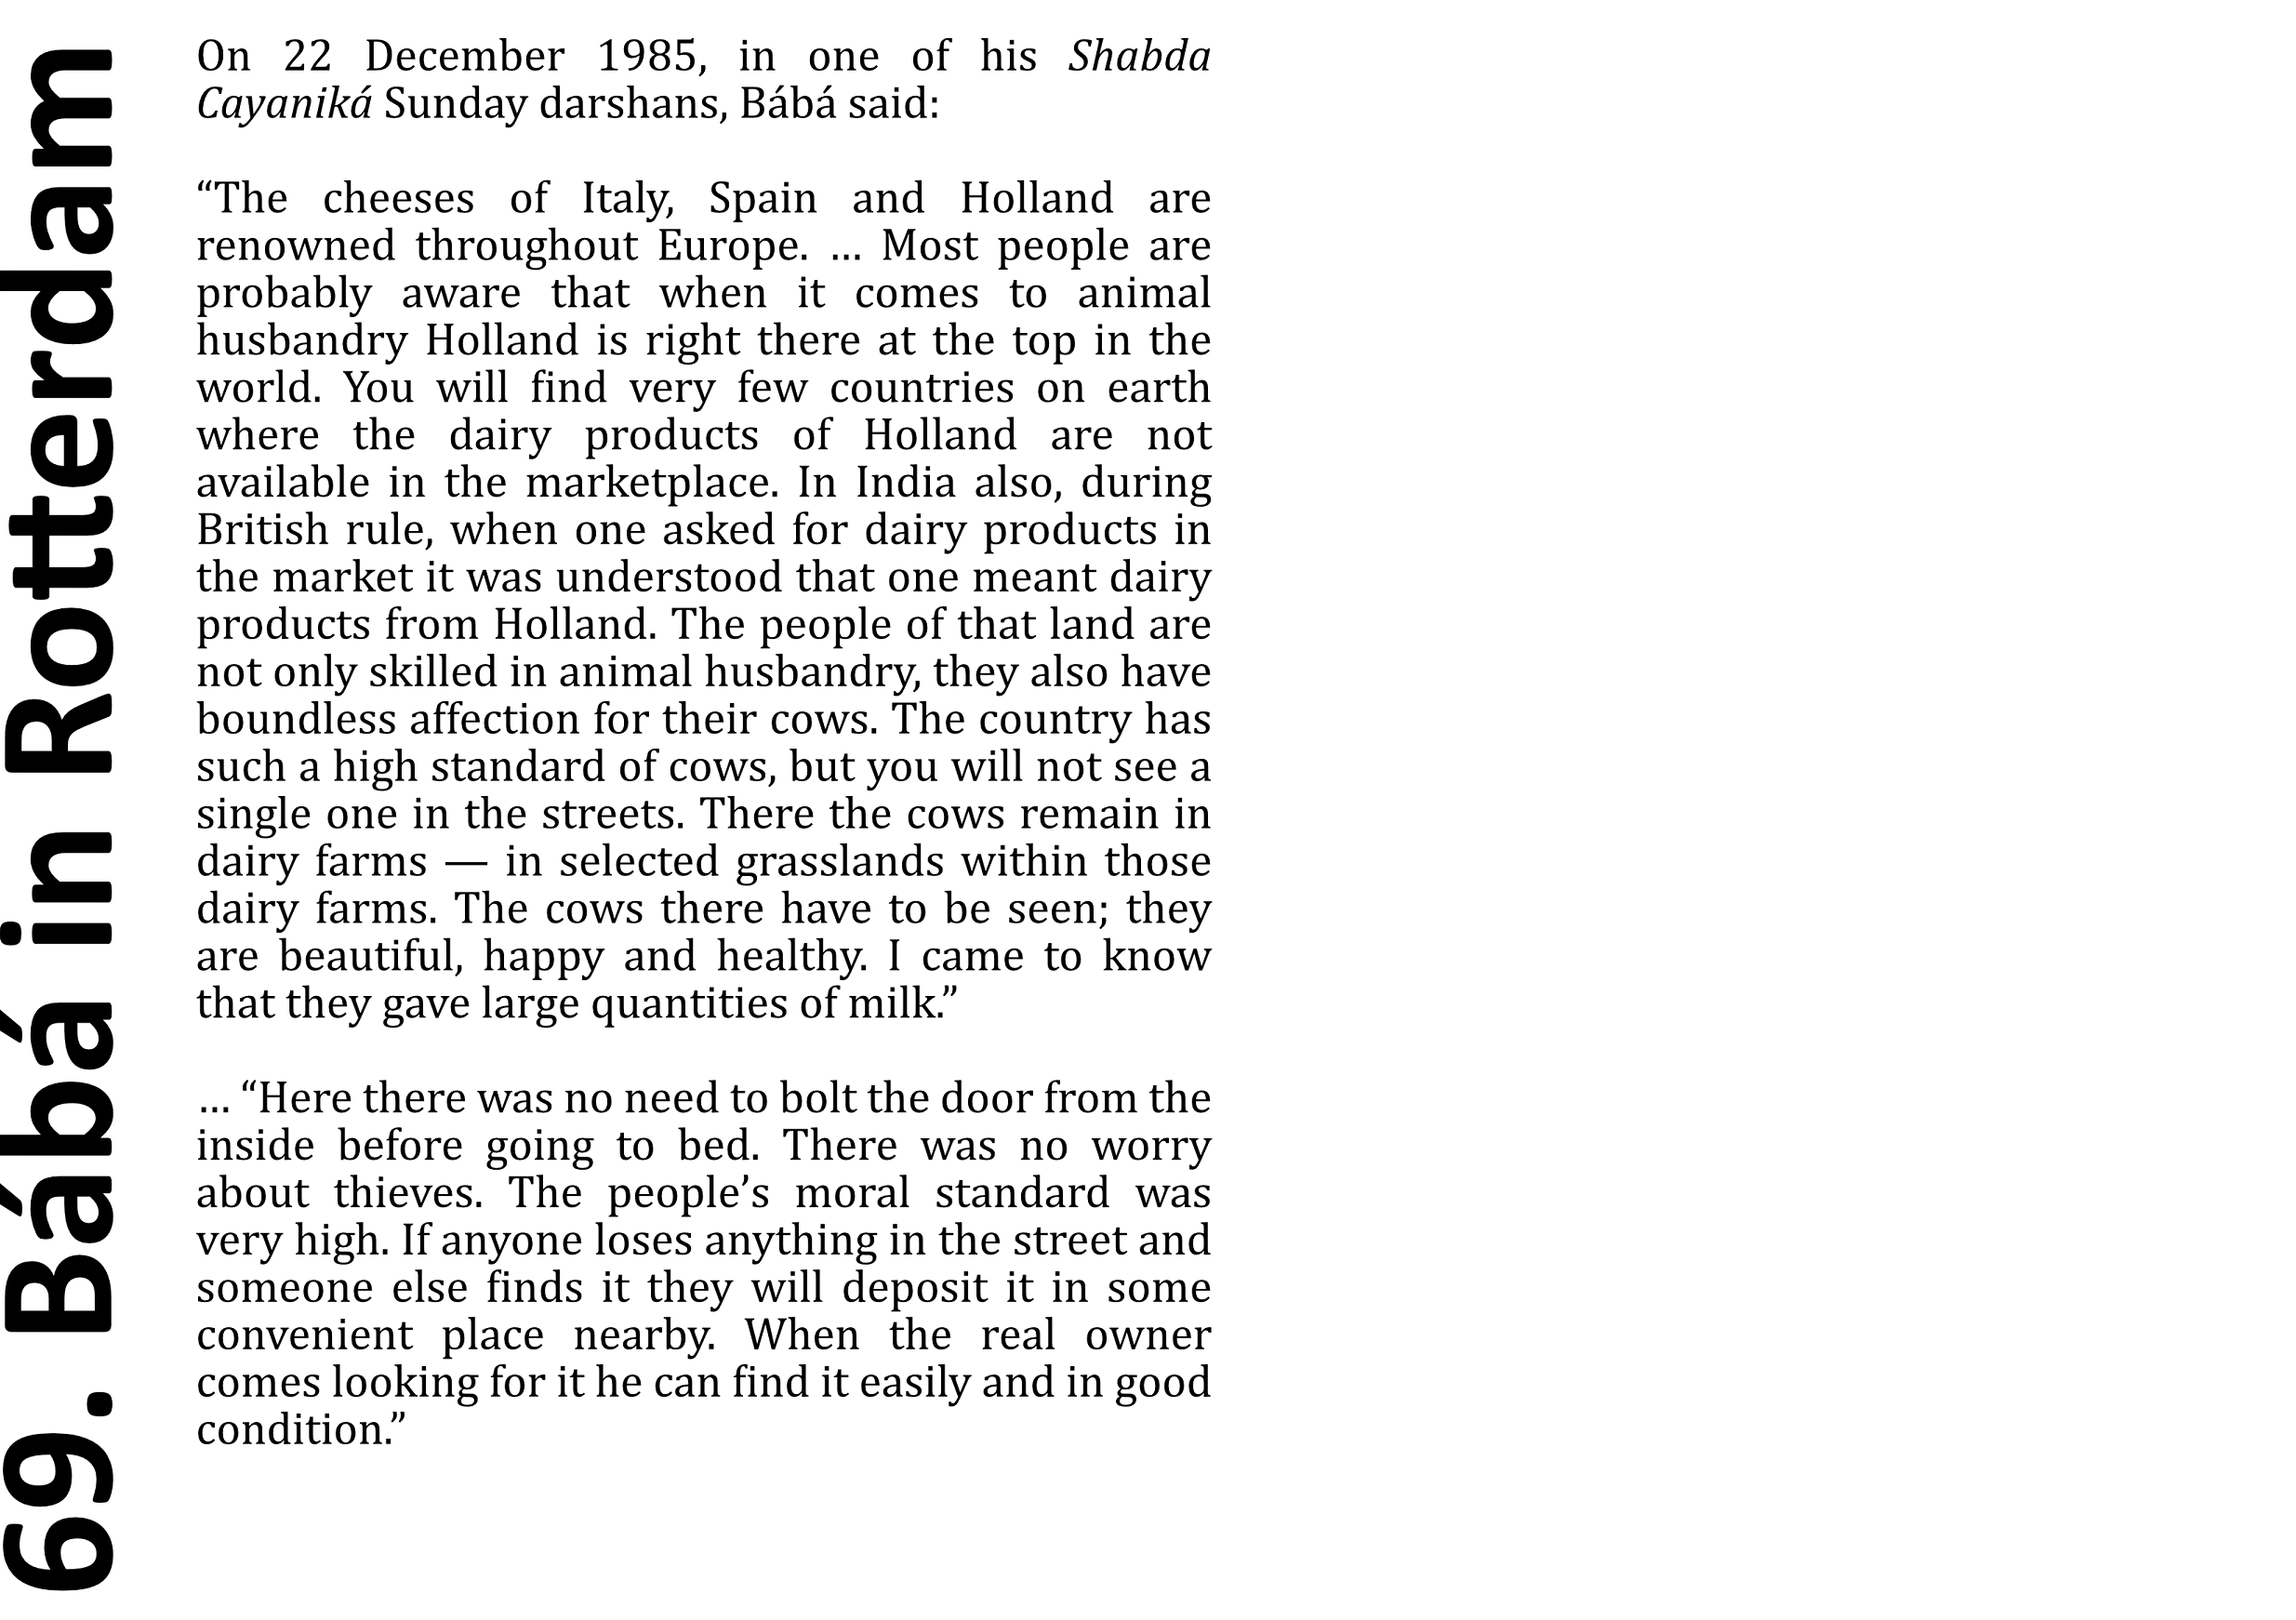 69. Bábá in Rotterdam
On 22 December 1985, in one of his Shabda
Cayaniká Sunday darshans, Bábá said:
“The cheeses of Italy, Spain and Holland are
renowned throughout Europe. ... Most people are
probably aware that when it comes to animal
husbandry Holland is right there at the top in the
world. You will find very few countries on earth
where the dairy products of Holland are not
available in the marketplace. In India also, during
British rule, when one asked for dairy products in
the market it was understood that one meant dairy
products from Holland. The people of that land are
not only skilled in animal husbandry, they also have
boundless affection for their cows. The country has
such a high standard of cows, but you will not see a
single one in the streets. There the cows remain in
dairy farms — in selected grasslands within those
dairy farms. The cows there have to be seen; they
are beautiful, happy and healthy. I came to know
that they gave large quantities of milk.”
... “Here there was no need to bolt the door from the
inside before going to bed. There was no worry
about thieves. The people’s moral standard was
very high. If anyone loses anything in the street and
someone else finds it they will deposit it in some
convenient place nearby. When the real owner
comes looking for it he can find it easily and in good
condition.”